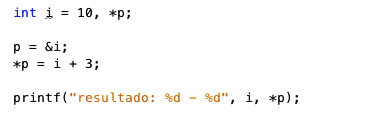 int i = 10, *p;
p = &i;
*p = i + 3;
printf("resultado: %d - %d", i, *p);